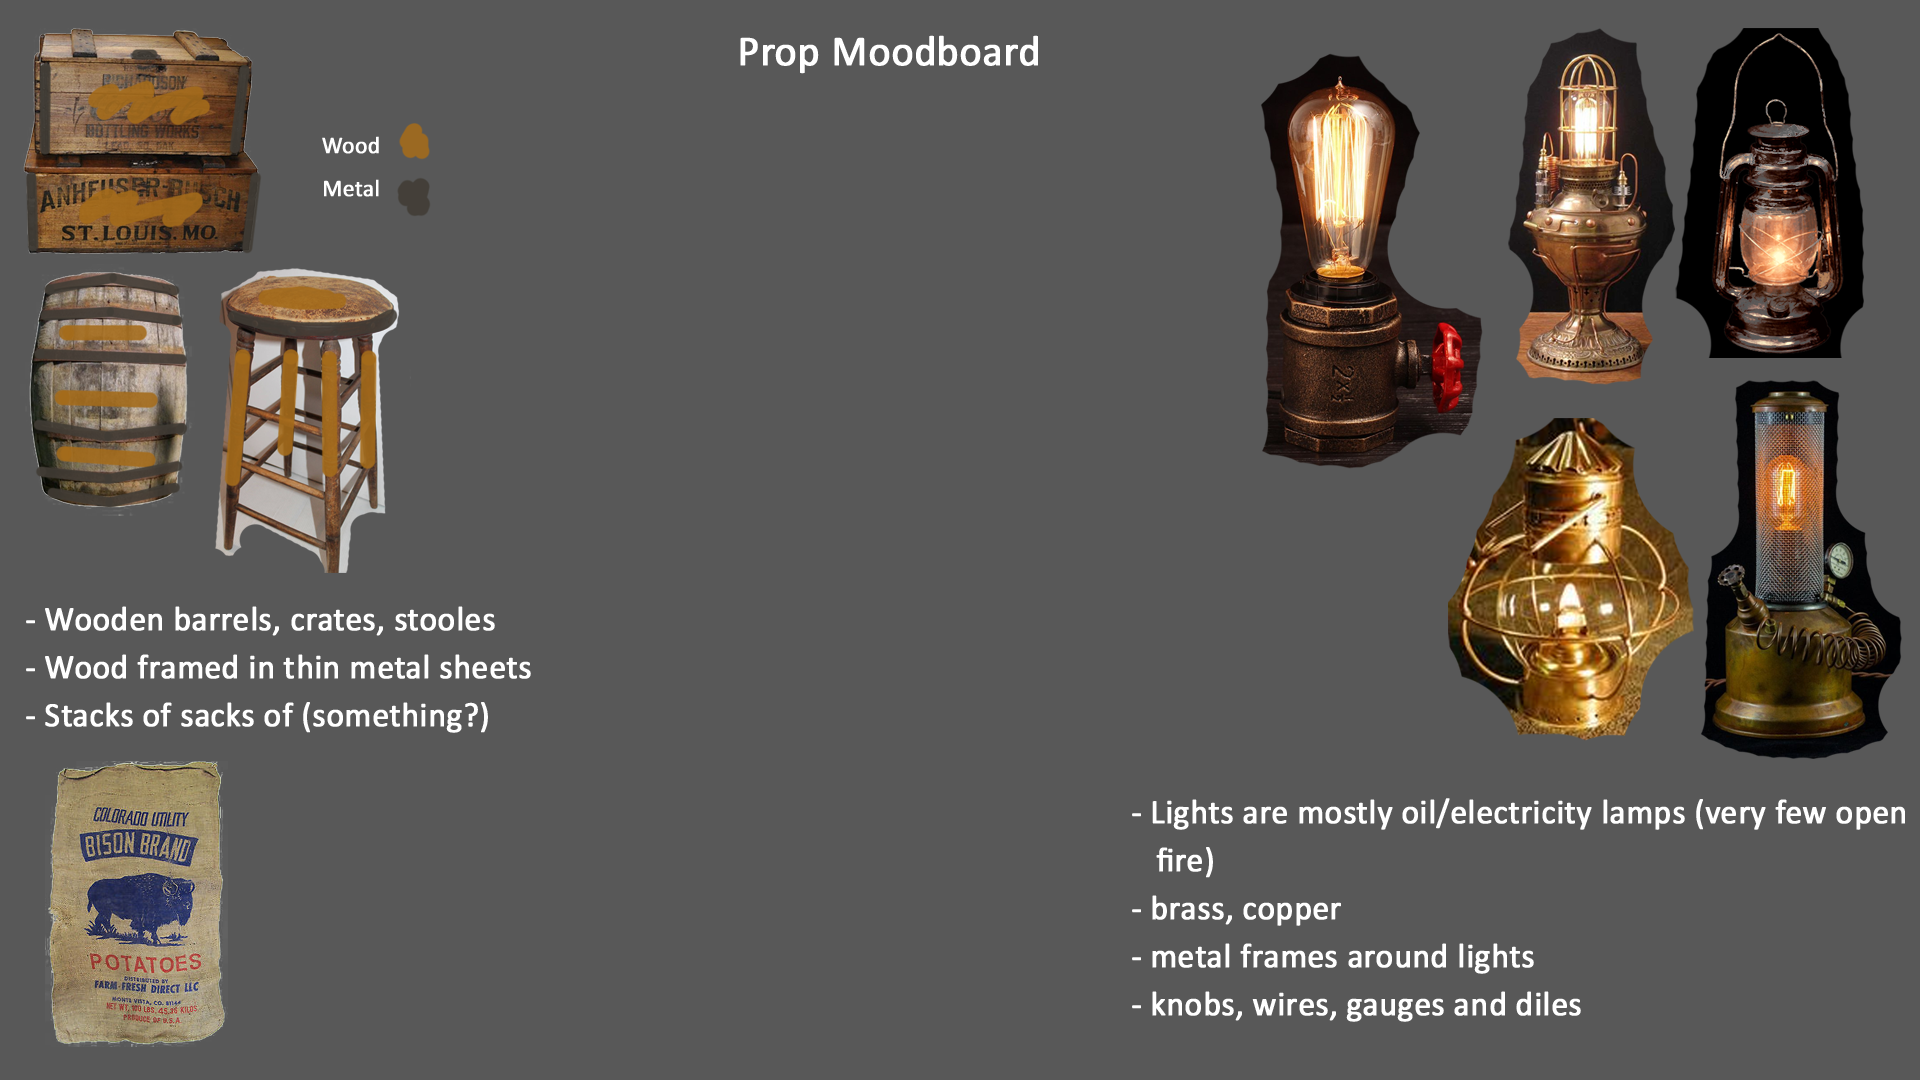 Prop Moodboard
RICHARDSON
BOTTLING WORKS
ANHEUSER-BUSCH
ST. LOUIS. MO.
Wood
Metal
- Wooden barrels, crates, stooles
- Wood framed in thin metal sheets
- Stacks of sacks of (something?)
COLORADO UTILITY
BISON BRAND
POTATOES
DISTRIBUTED BY
FARM FRESH DIRECT LLC
MONTE VISTA, CO. 81144
NET WT. 100 LBS. 45.36 KILOS
PRODUCE OF U.S.A.
2x½
- Lights are mostly oil/electricity lamps (very few open
fire)
- brass, copper
- metal frames around lights
- knobs, wires, gauges and diles